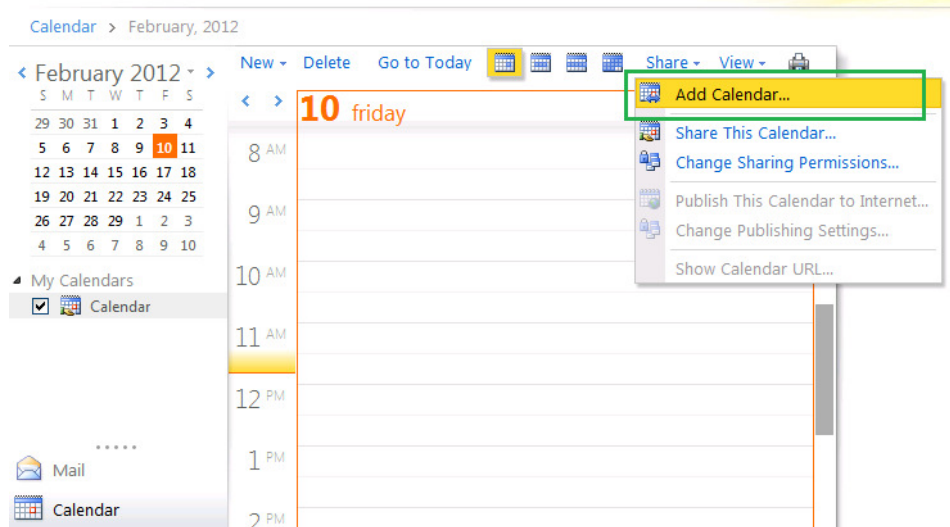 Calendar > February, 2012
New Delete Go to Today Share View
February 2012
S M T W T F S
29 30 31 1 2 3 4
5 6 7 8 9 10 11
12 13 14 15 16 17 18
19 20 21 22 23 24 25
26 27 28 29 1 2 3
4 5 6 7 8 9 10
My Calendars
Calendar
Mail
Calendar
10 friday
8 AM
9 AM
10 AM
11 AM
12 PM
1 PM
2 PM
Add Calendar...
Share This Calendar...
Change Sharing Permissions...
Publish This Calendar to Internet...
Change Publishing Settings...
Show Calendar URL...